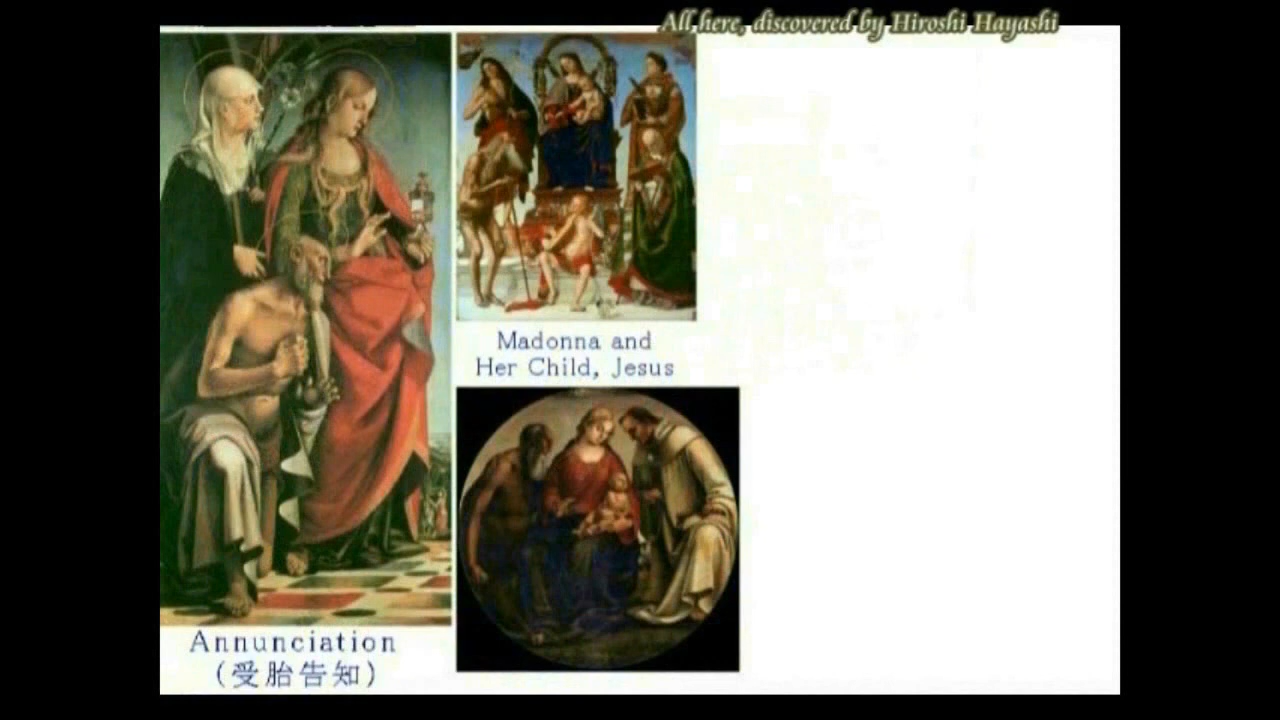 All here, discovered by Hiroshi Hayashi
Madonna and
Her Child, Jesus
Annunciation
(受胎告知)